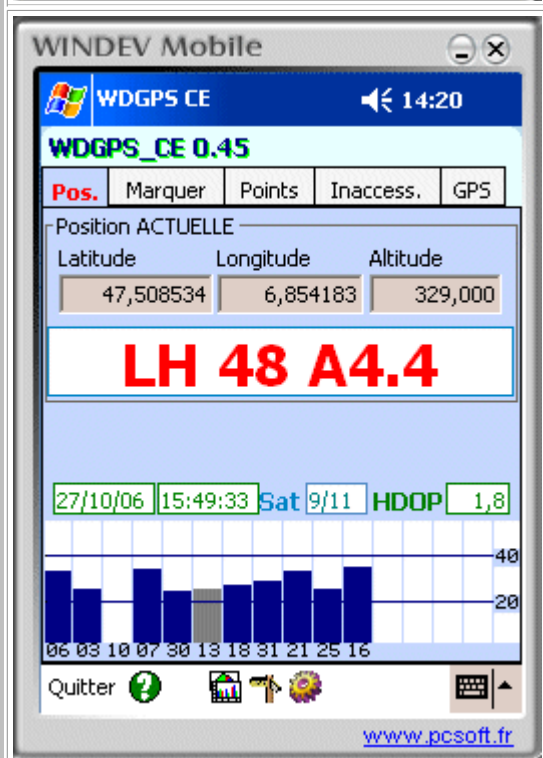 WINDEV Mobile
WDGPS CE 14:20
WDGPS_CE 0.45
Pos. Marquer Points Inaccess. GPS
Position ACTUELLE
Latitude Longitude Altitude
47,508534 6,854183 329,000
LH 48 A4.4
27/10/06 15:49:33 Sat 9/11 HDOP 1,8
40
20
06 03 10 07 30 13 18 31 21 25 16
Quitter ?
www.pcsoft.fr